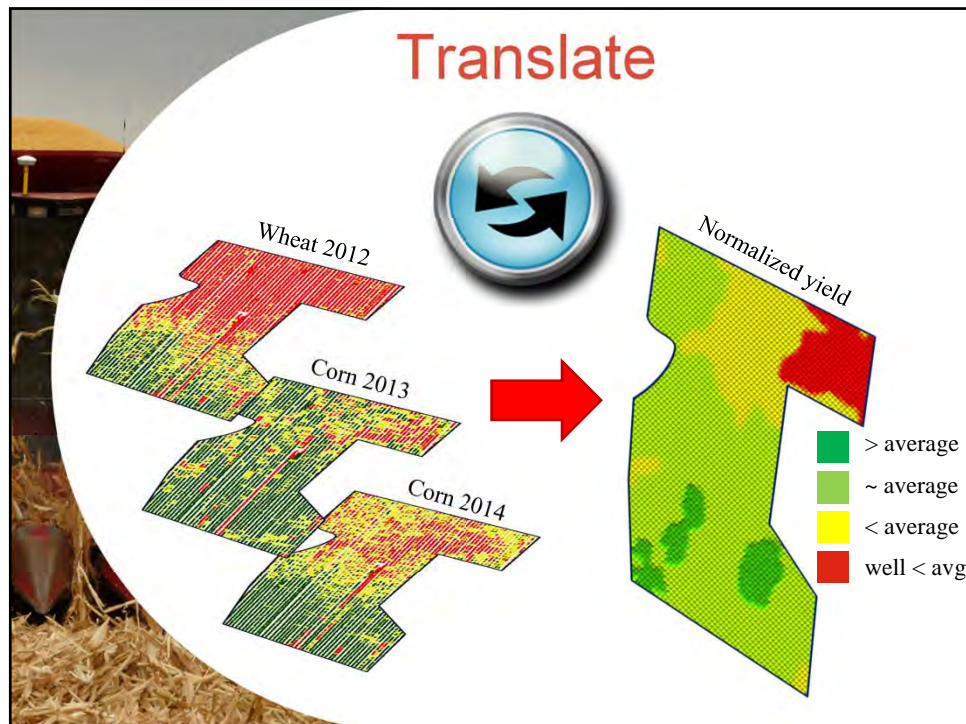 Translate
Wheat 2012
Corn 2013
Corn 2014
Normalized yield
> average
~ average
< average
well < avg